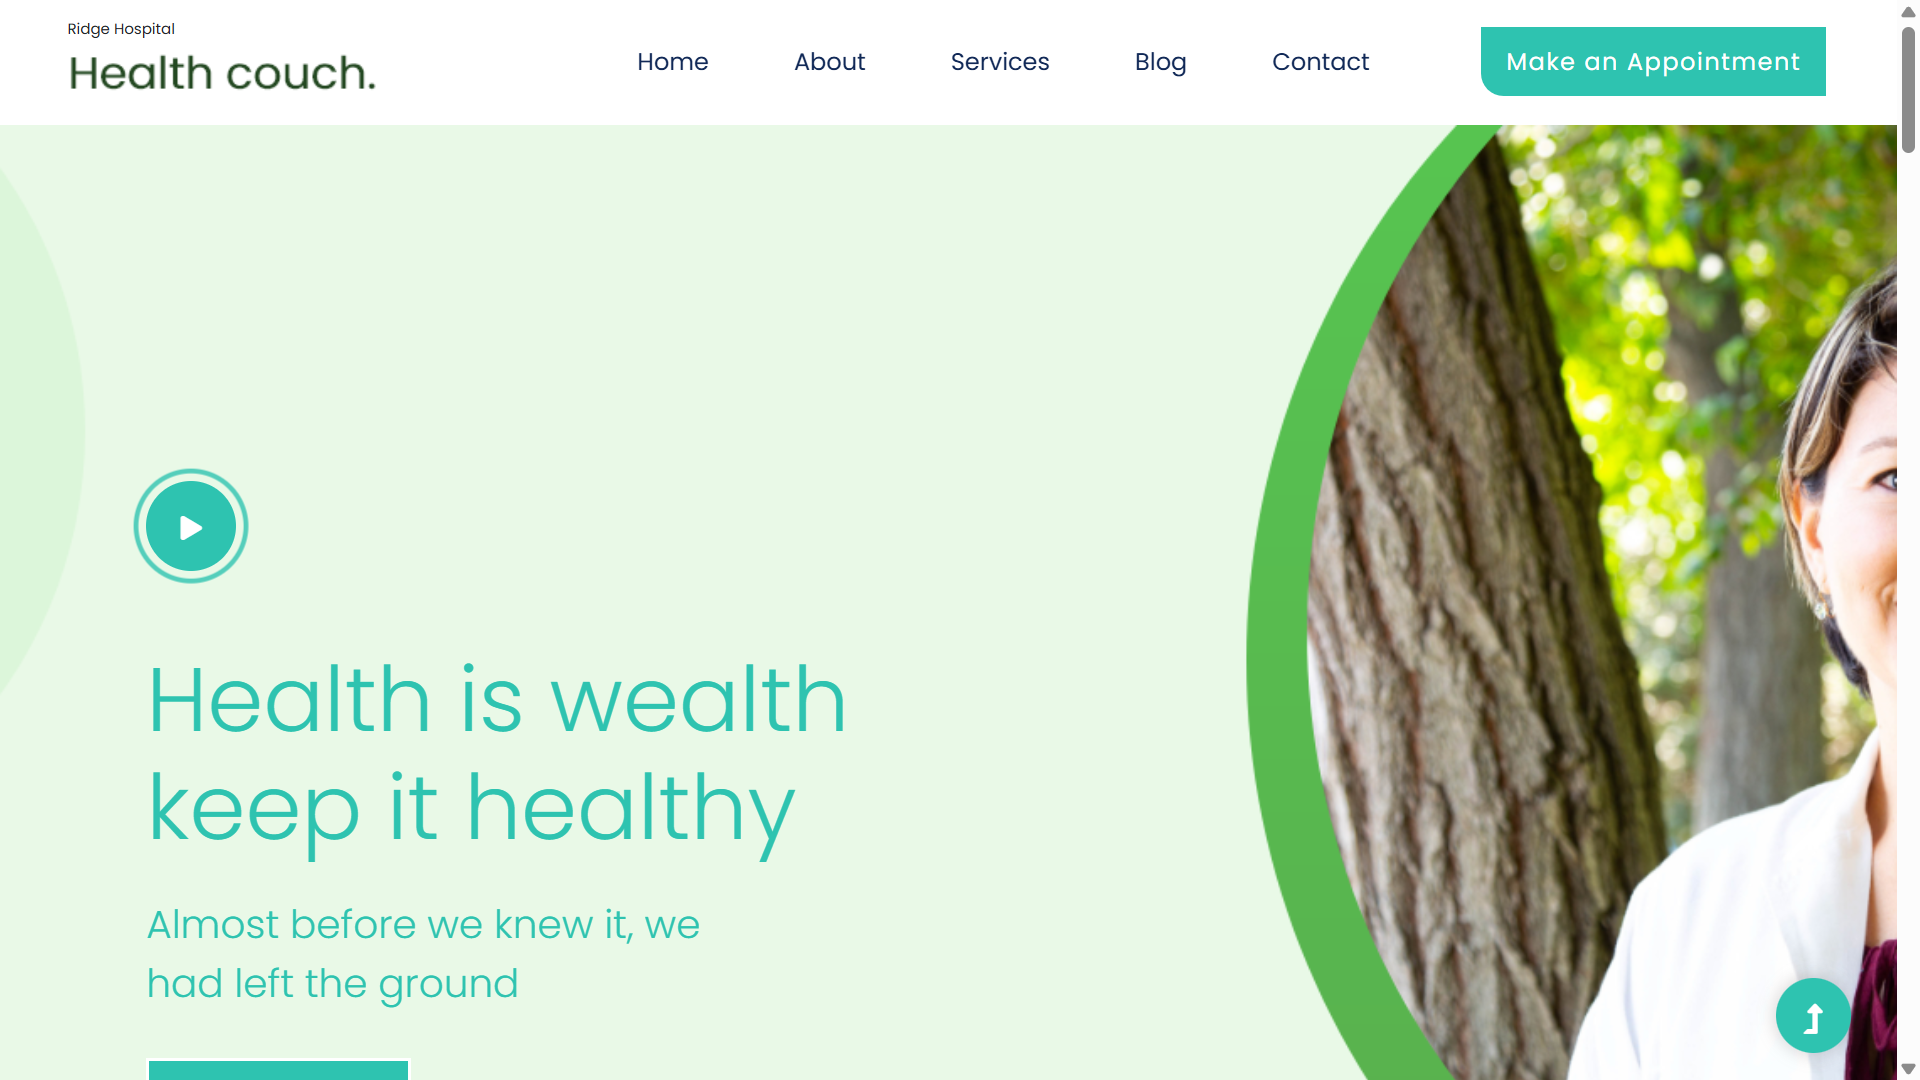 Ridge Hospital
Health couch.
Home
About
Services
Blog
Contact
Make an Appointment
Health is wealth
keep it healthy
Almost before we knew it, we
had left the ground